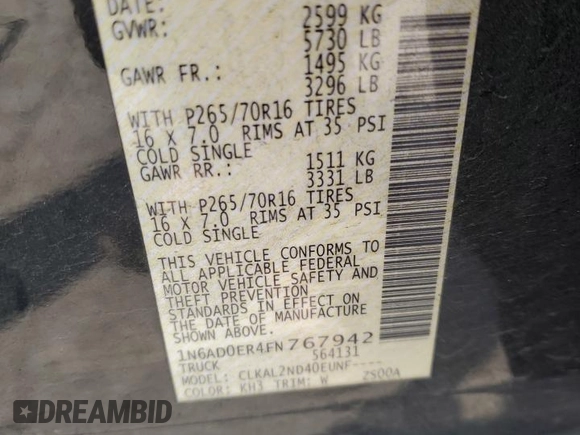 DATE:
GVWR: 2599 KG
5730 LB
GAWR FR.: 1495 KG
3296 LB
WITH P265/70R16 TIRES
16 X 7.0 RIMS AT 35 PSI
COLD SINGLE
GAWR RR.: 1511 KG
3331 LB
WITH P265/70R16 TIRES
16 X 7.0 RIMS AT 35 PSI
COLD SINGLE
THIS VEHICLE CONFORMS TO
ALL APPLICABLE FEDERAL
MOTOR VEHICLE SAFETY AND
THEFT PREVENTION
STANDARDS IN EFFECT ON
THE DATE OF MANUFACTURE
SHOWN ABOVE.
1N6AD0ER4FN767942
TRUCK 564131
MODEL: CLKAL2ND40EUNF----
COLOR: KH3 TRIM: W 2S00A
DREAMBID